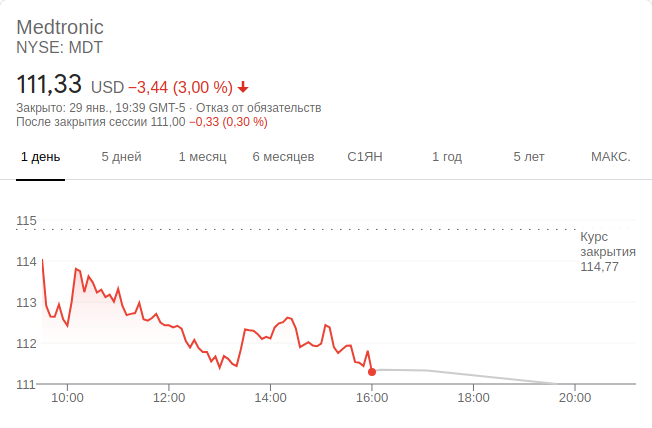 Medtronic
NYSE: MDT
111,33 USD −3,44 (3,00 %)
Закрыто: 29 янв., 19:39 GMT-5 · Отказ от обязательств
После закрытия сессии 111,00 −0,33 (0,30 %)
1 день 5 дней 1 месяц 6 месяцев С1ЯН 1 год 5 лет МАКС.
115
Курс
закрытия
114,77
114
113
112
111
10:00 12:00 14:00 16:00 18:00 20:00